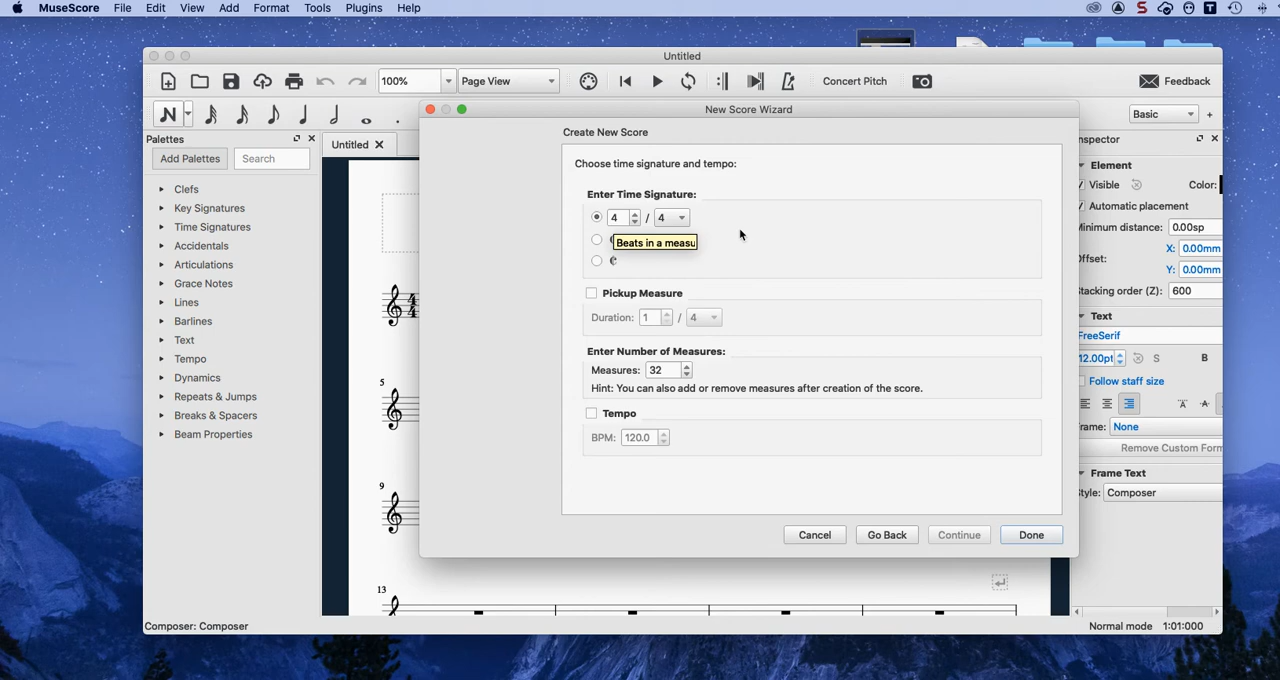 MuseScore File Edit View Add Format Tools Plugins Help
Untitled
100% Page View Concert Pitch Feedback
New Score Wizard
Basic
Palettes
Untitled
Create New Score
nspector
Add Palettes Search
Choose time signature and tempo:
Element
Visible Color:
Automatic placement
Minimum distance: 0.00sp
X: 0.00mm
Offset:
Y: 0.00mm
Stacking order (Z): 600
Text
FreeSerif
12.00pt S B
Follow staff size
rame: None
Remove Custom Form
Frame Text
Style: Composer
Clefs
Key Signatures
Time Signatures
Accidentals
Articulations
Grace Notes
Lines
Barlines
Text
Tempo
Dynamics
Repeats & Jumps
Breaks & Spacers
Beam Properties
Enter Time Signature:
4 / 4
Beats in a measu
Pickup Measure
Duration: 1 / 4
Enter Number of Measures:
Measures: 32
Hint: You can also add or remove measures after creation of the score.
Tempo
BPM: 120.0
Cancel Go Back Continue Done
4
4
5
9
13
Composer: Composer
Normal mode 1:01:000